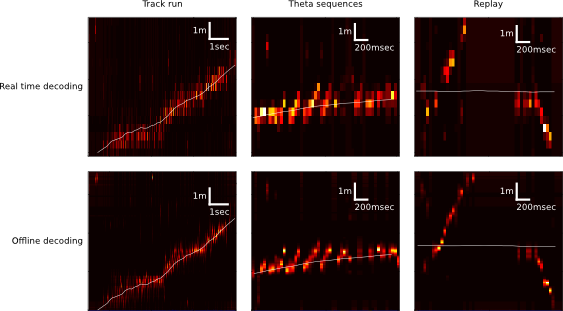 Track run
Theta sequences
Replay
Real time decoding
1m
1sec
1m
200msec
1m
200msec
Offline decoding
1m
1sec
1m
200msec
1m
200msec